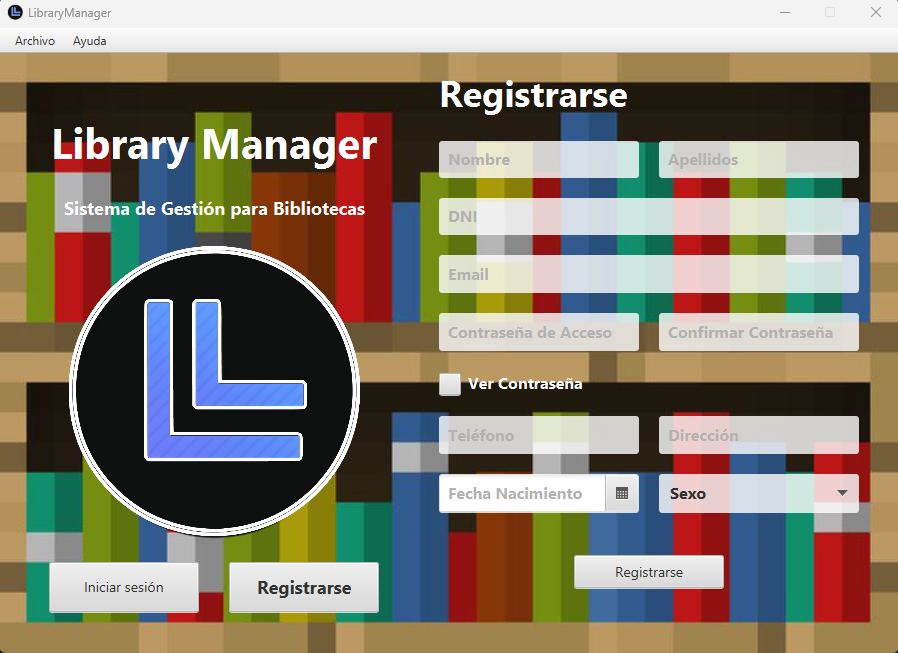 LibraryManager
Archivo Ayuda
Library Manager
Sistema de Gestión para Bibliotecas
Iniciar sesión Registrarse
Registrarse
Nombre Apellidos
DNI
Email
Contraseña de Acceso Confirmar Contraseña
Ver Contraseña
Teléfono Dirección
Fecha Nacimiento Sexo
Registrarse